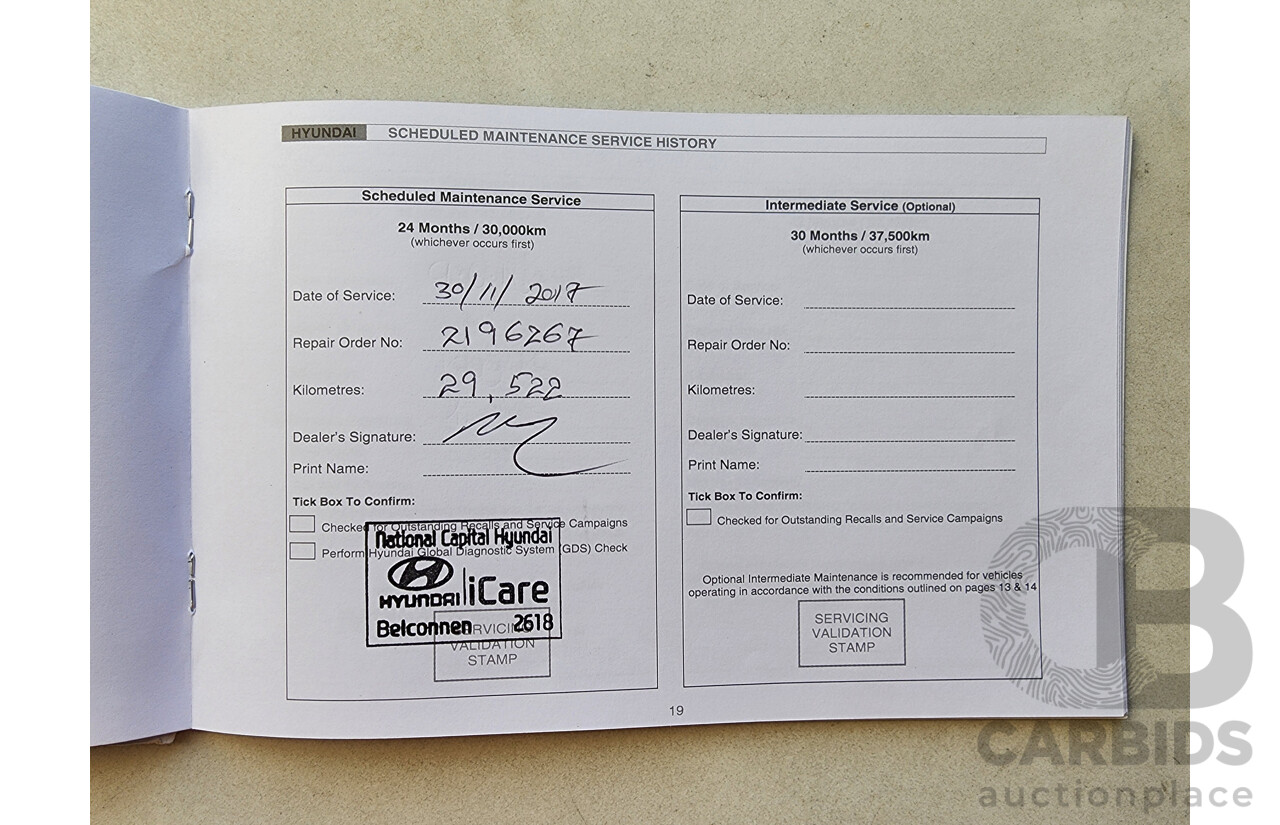 HYUNDAI SCHEDULED MAINTENANCE SERVICE HISTORY
Scheduled Maintenance Service
24 Months / 30,000km
(whichever occurs first)
Date of Service: 30/11/2017
Repair Order No: 2196267
Kilometres: 29,522
Dealer's Signature:
Print Name:
Tick Box To Confirm:
Checked for Outstanding Recalls and Service Campaigns
Perform Hyundai Global Diagnostic System (GDS) Check
National Capital Hyundai
HYUNDAI iCare
Belconnen 2618
SERVICING
VALIDATION
STAMP
Intermediate Service (Optional)
30 Months / 37,500km
(whichever occurs first)
Date of Service:
Repair Order No:
Kilometres:
Dealer's Signature:
Print Name:
Tick Box To Confirm:
Checked for Outstanding Recalls and Service Campaigns
Optional Intermediate Maintenance is recommended for vehicles
operating in accordance with the conditions outlined on pages 13 & 14
SERVICING
VALIDATION
STAMP
19
CARBIDS
auctionplace